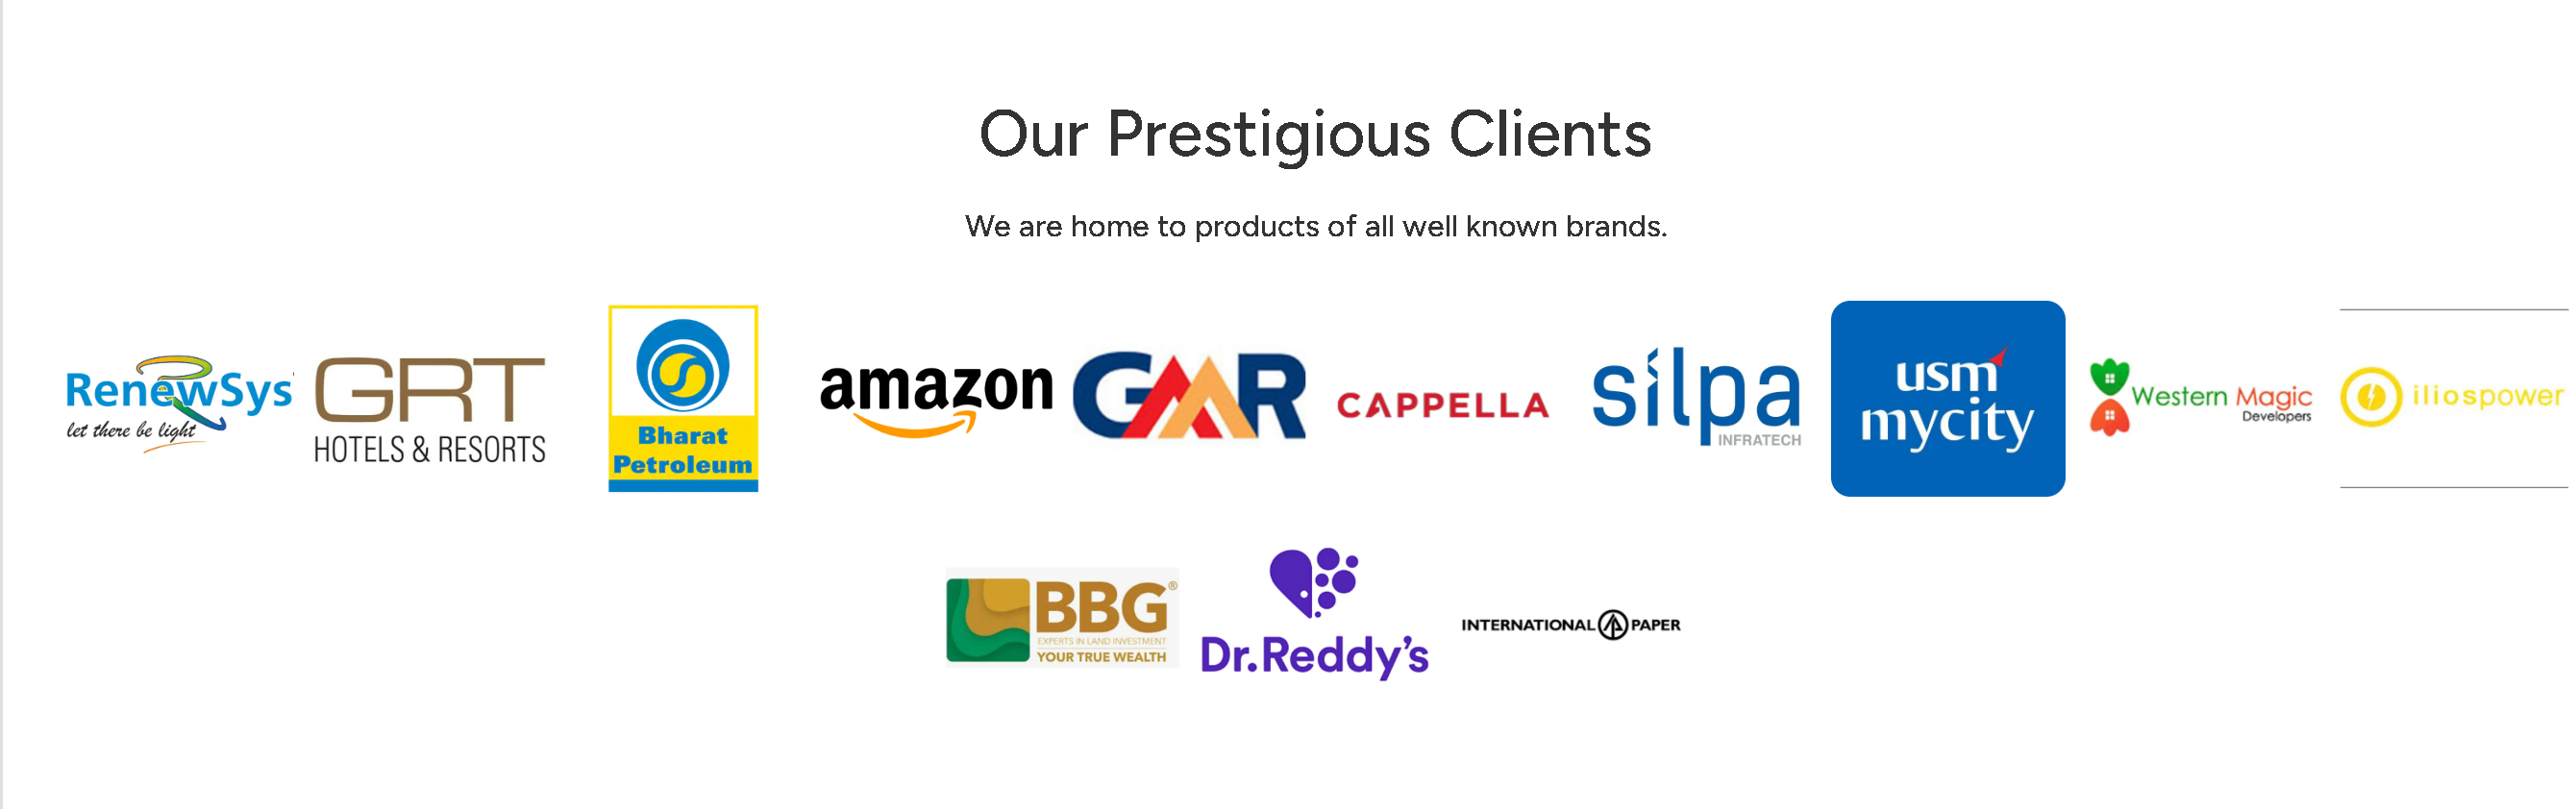 Our Prestigious Clients
We are home to products of all well known brands.
RenewSys
let there be light
GRT
HOTELS & RESORTS
Bharat
Petroleum
amazon
GMR
CAPPELLA
silpa
INFRATECH
usm
mycity
Western Magic
Developers
iliospower
BBG®
EXPERTS IN LAND INVESTMENT
YOUR TRUE WEALTH
Dr.Reddy's
INTERNATIONAL PAPER